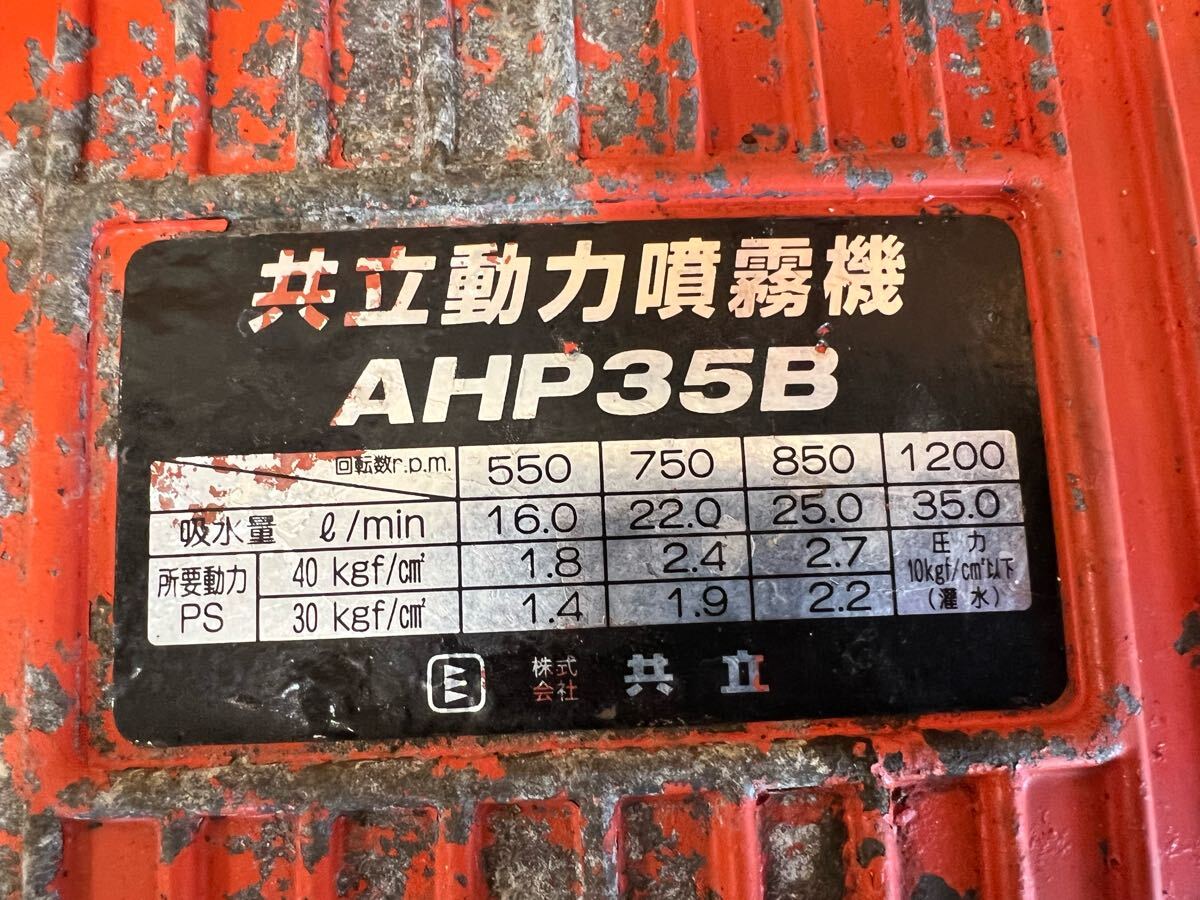 共立動力噴霧機
AHP35B
回転数r.p.m. 550 750 850 1200
吸水量 ℓ/min 16.0 22.0 25.0 35.0
所要動力 PS 40 kgf/cm² 1.8 2.4 2.7 圧力 10kgf/cm²以下 (灌水)
30 kgf/cm² 1.4 1.9 2.2
株式会社 共立